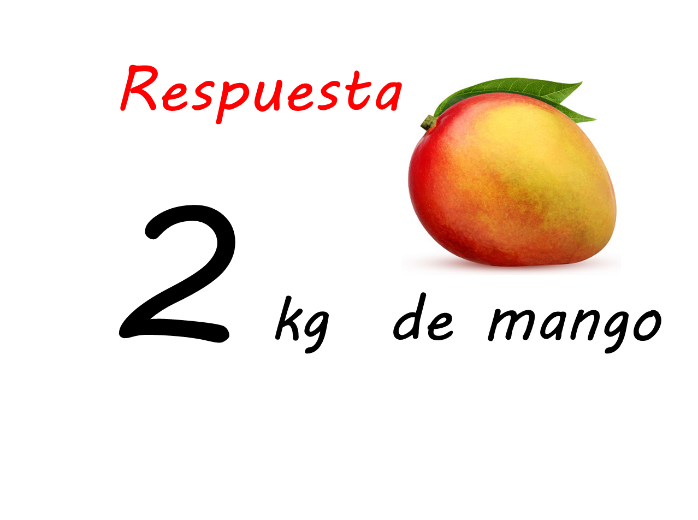 Respuesta
2 kg de mango